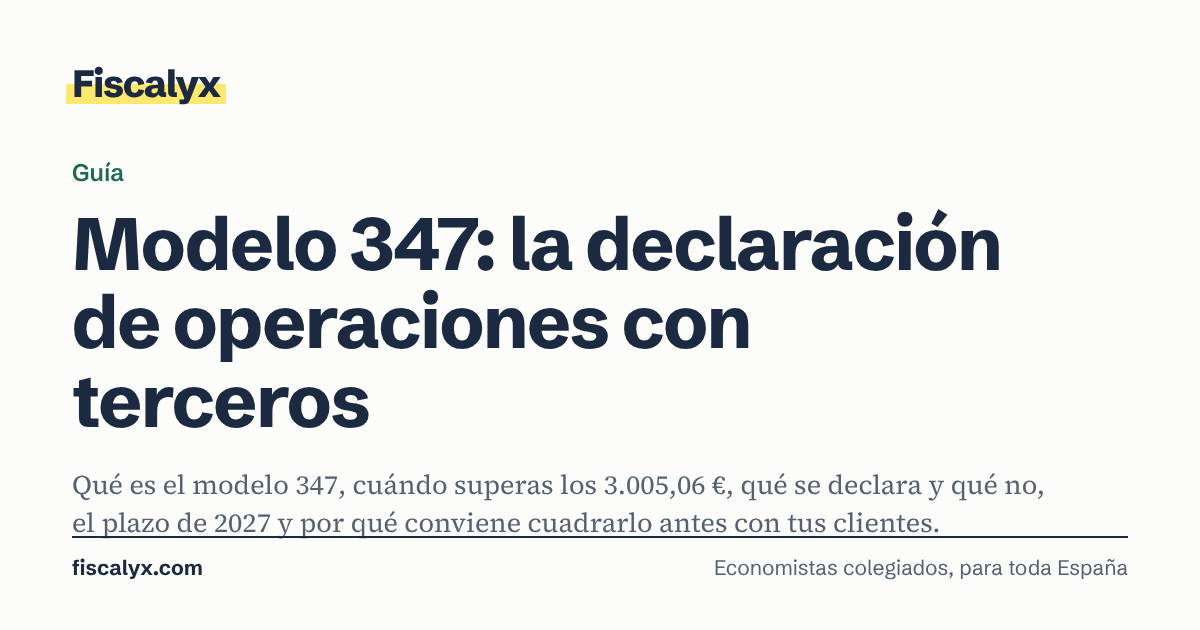 Fiscalyx
Guía
Modelo 347: la declaración
de operaciones con
terceros
Qué es el modelo 347, cuándo superas los 3.005,06 €, qué se declara y qué no,
el plazo de 2027 y por qué conviene cuadrarlo antes con tus clientes.
fiscalyx.com
Economistas colegiados, para toda España